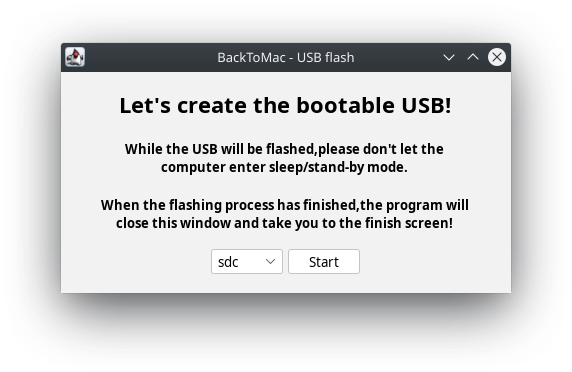 BackToMac - USB flash
Let's create the bootable USB!
While the USB will be flashed,please don't let the
computer enter sleep/stand-by mode.
When the flashing process has finished,the program will
close this window and take you to the finish screen!
sdc
Start